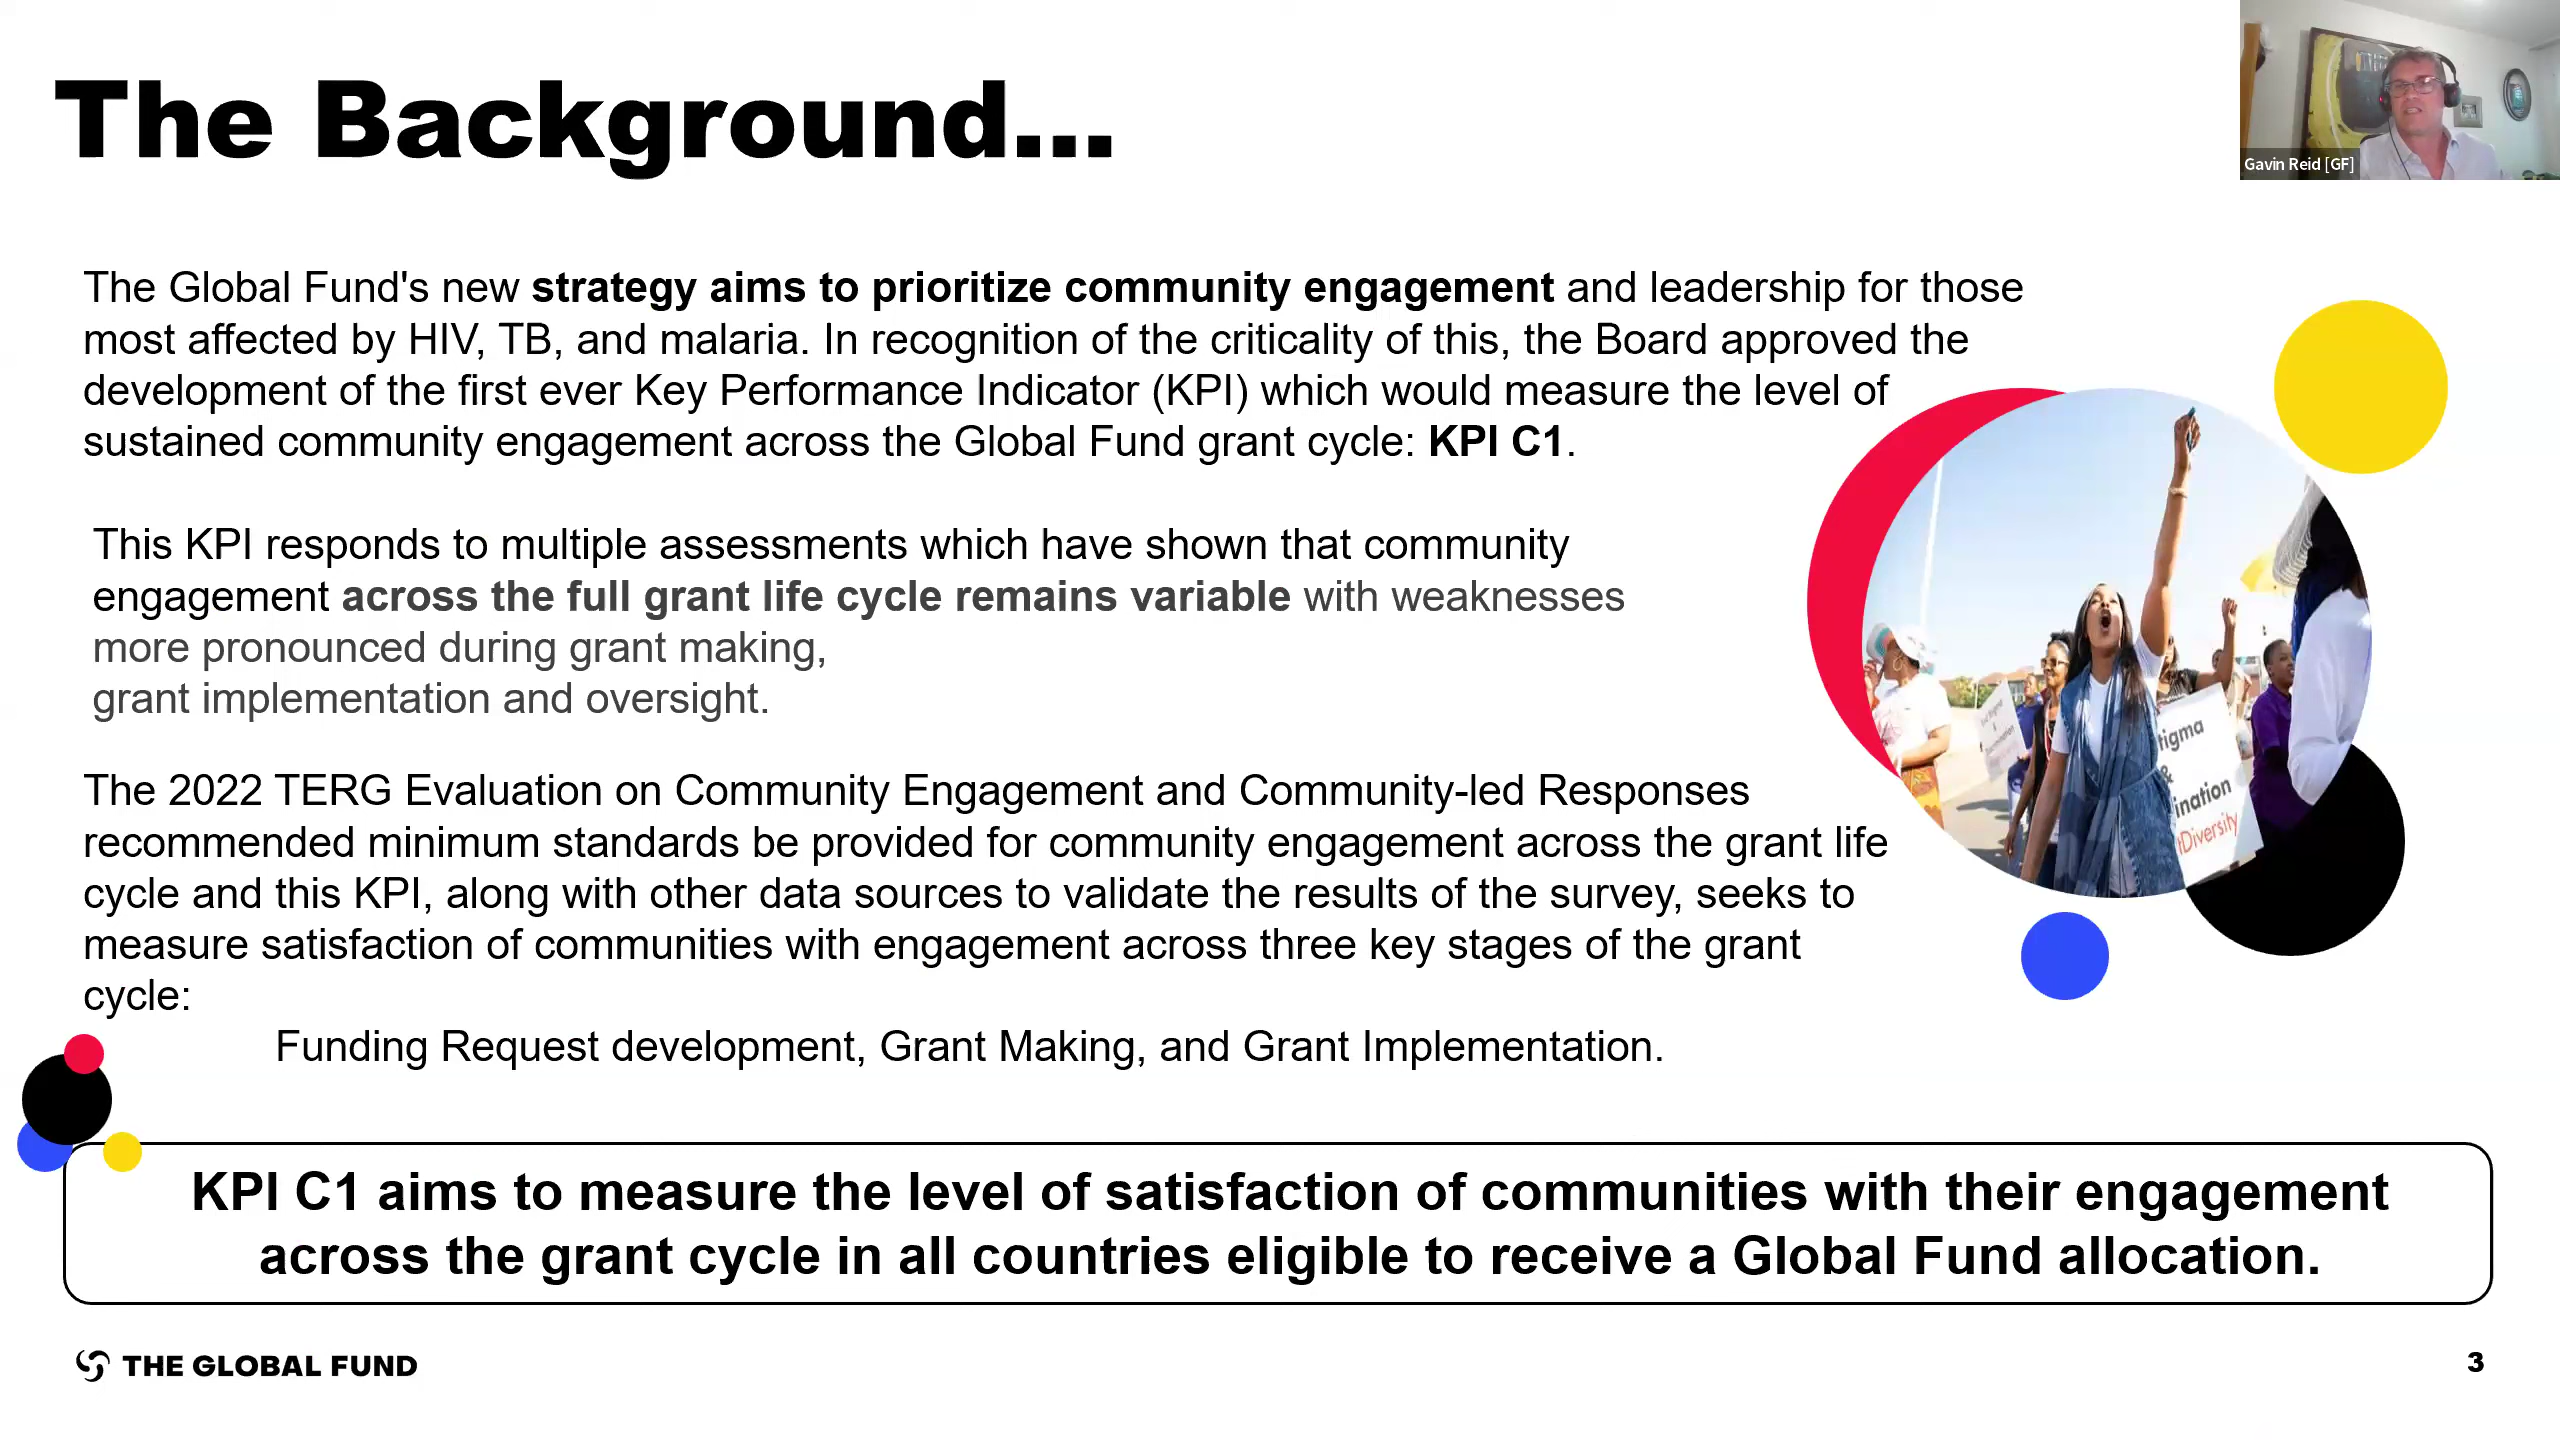 The Background...
Gavin Reid [GF]
The Global Fund's new strategy aims to prioritize community engagement and leadership for those
most affected by HIV, TB, and malaria. In recognition of the criticality of this, the Board approved the
development of the first ever Key Performance Indicator (KPI) which would measure the level of
sustained community engagement across the Global Fund grant cycle: KPI C1.
This KPI responds to multiple assessments which have shown that community
engagement across the full grant life cycle remains variable with weaknesses
more pronounced during grant making,
grant implementation and oversight.
tigma
&
ination
tDiversity
The 2022 TERG Evaluation on Community Engagement and Community-led Responses
recommended minimum standards be provided for community engagement across the grant life
cycle and this KPI, along with other data sources to validate the results of the survey, seeks to
measure satisfaction of communities with engagement across three key stages of the grant
cycle:
Funding Request development, Grant Making, and Grant Implementation.
KPI C1 aims to measure the level of satisfaction of communities with their engagement
across the grant cycle in all countries eligible to receive a Global Fund allocation.
THE GLOBAL FUND
3